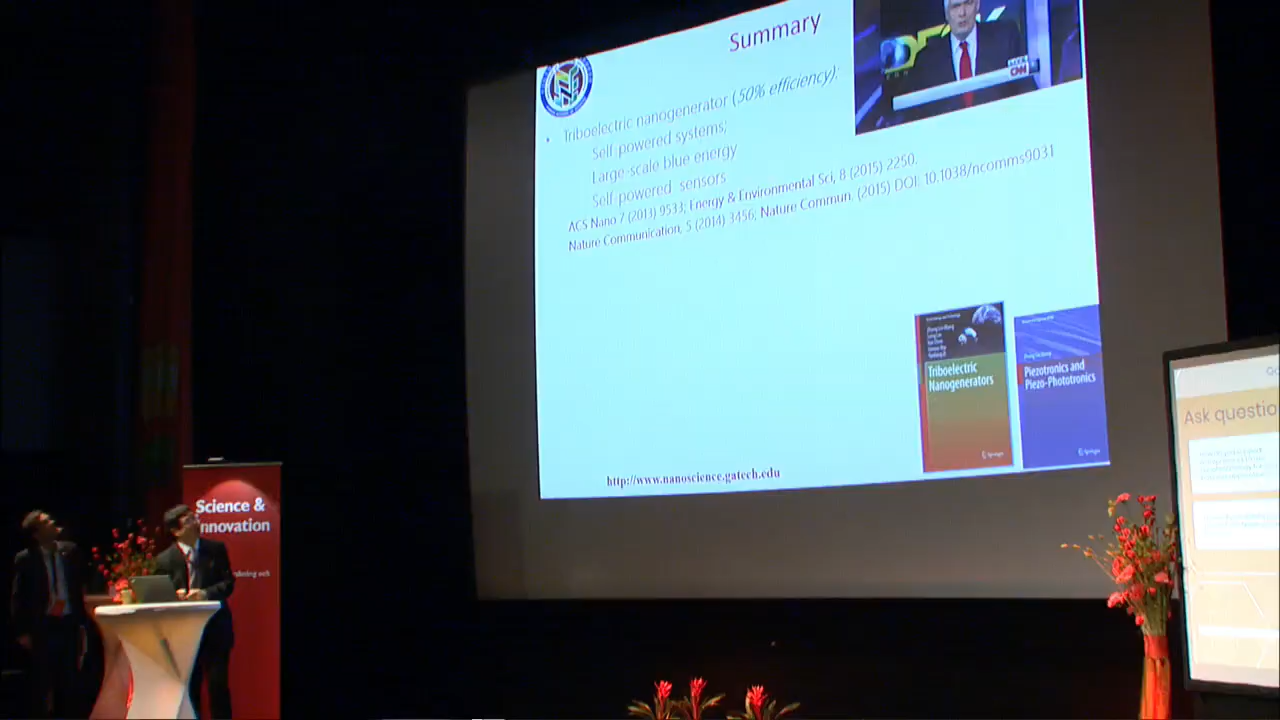 Summary
CNN
• Triboelectric nanogenerator (50% efficiency):
Self-powered systems;
Large-scale blue energy
Self-powered sensors
ACS Nano 7 (2013) 9533; Energy & Environmental Sci, 8 (2015) 2250.
Nature Communication, 5 (2014) 3456; Nature Commun. (2015) DOI: 10.1038/ncomms9031
Triboelectric
Nanogenerators
Springer
Piezotronics and
Piezo-Phototronics
Springer
http://www.nanoscience.gatech.edu
Science &
Innovation
Ask questio